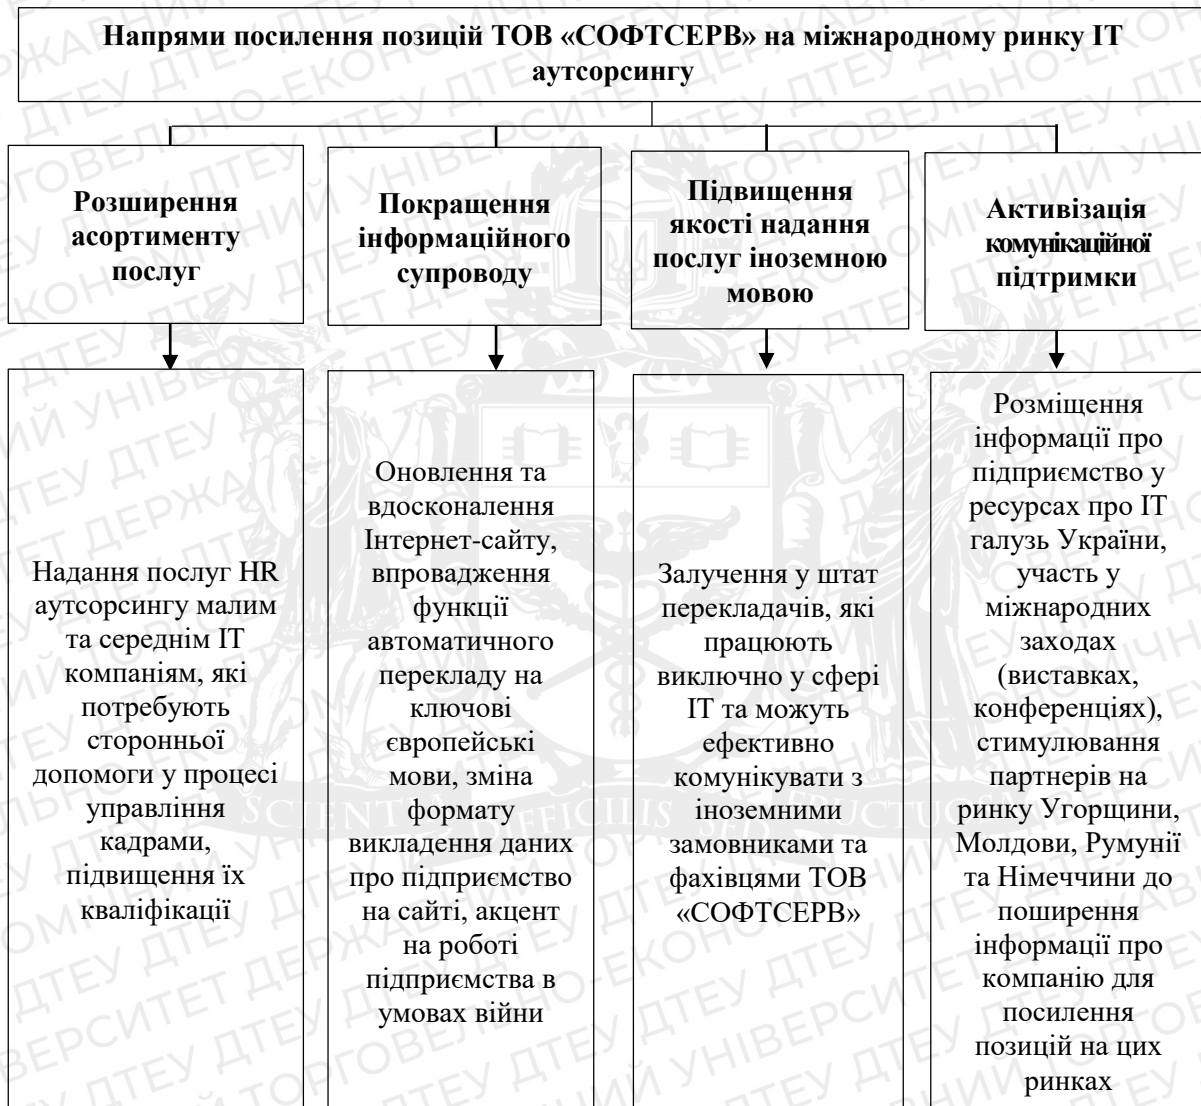 Напрями посилення позицій ТОВ «СОФТСЕРВ» на міжнародному ринку ІТ
аутсорсингу
Розширення
асортименту
послуг
Покращення
інформаційного
супроводу
Підвищення
якості надання
послуг іноземною
мовою
Активізація
комунікаційної
підтримки
Надання послуг HR
аутсорсингу малим
та середнім ІТ
компаніям, які
потребують
сторонньої
допомоги у процесі
управління
кадрами,
підвищення їх
кваліфікації
Оновлення та
вдосконалення
Інтернет-сайту,
впровадження
функції
автоматичного
перекладу на
ключові
європейські
мови, зміна
формату
викладення даних
про підприємство
на сайті, акцент
на роботі
підприємства в
умовах війни
Залучення у штат
перекладачів, які
працюють
виключно у сфері
ІТ та можуть
ефективно
комунікувати з
іноземними
замовниками та
фахівцями ТОВ
«СОФТСЕРВ»
Розміщення
інформації про
підприємство у
ресурсах про ІТ
галузь України,
участь у
міжнародних
заходах
(виставках,
конференціях),
стимулювання
партнерів на
ринку Угорщини,
Молдови, Румунії
та Німеччини до
поширення
інформації про
компанію для
посилення
позицій на цих
ринках